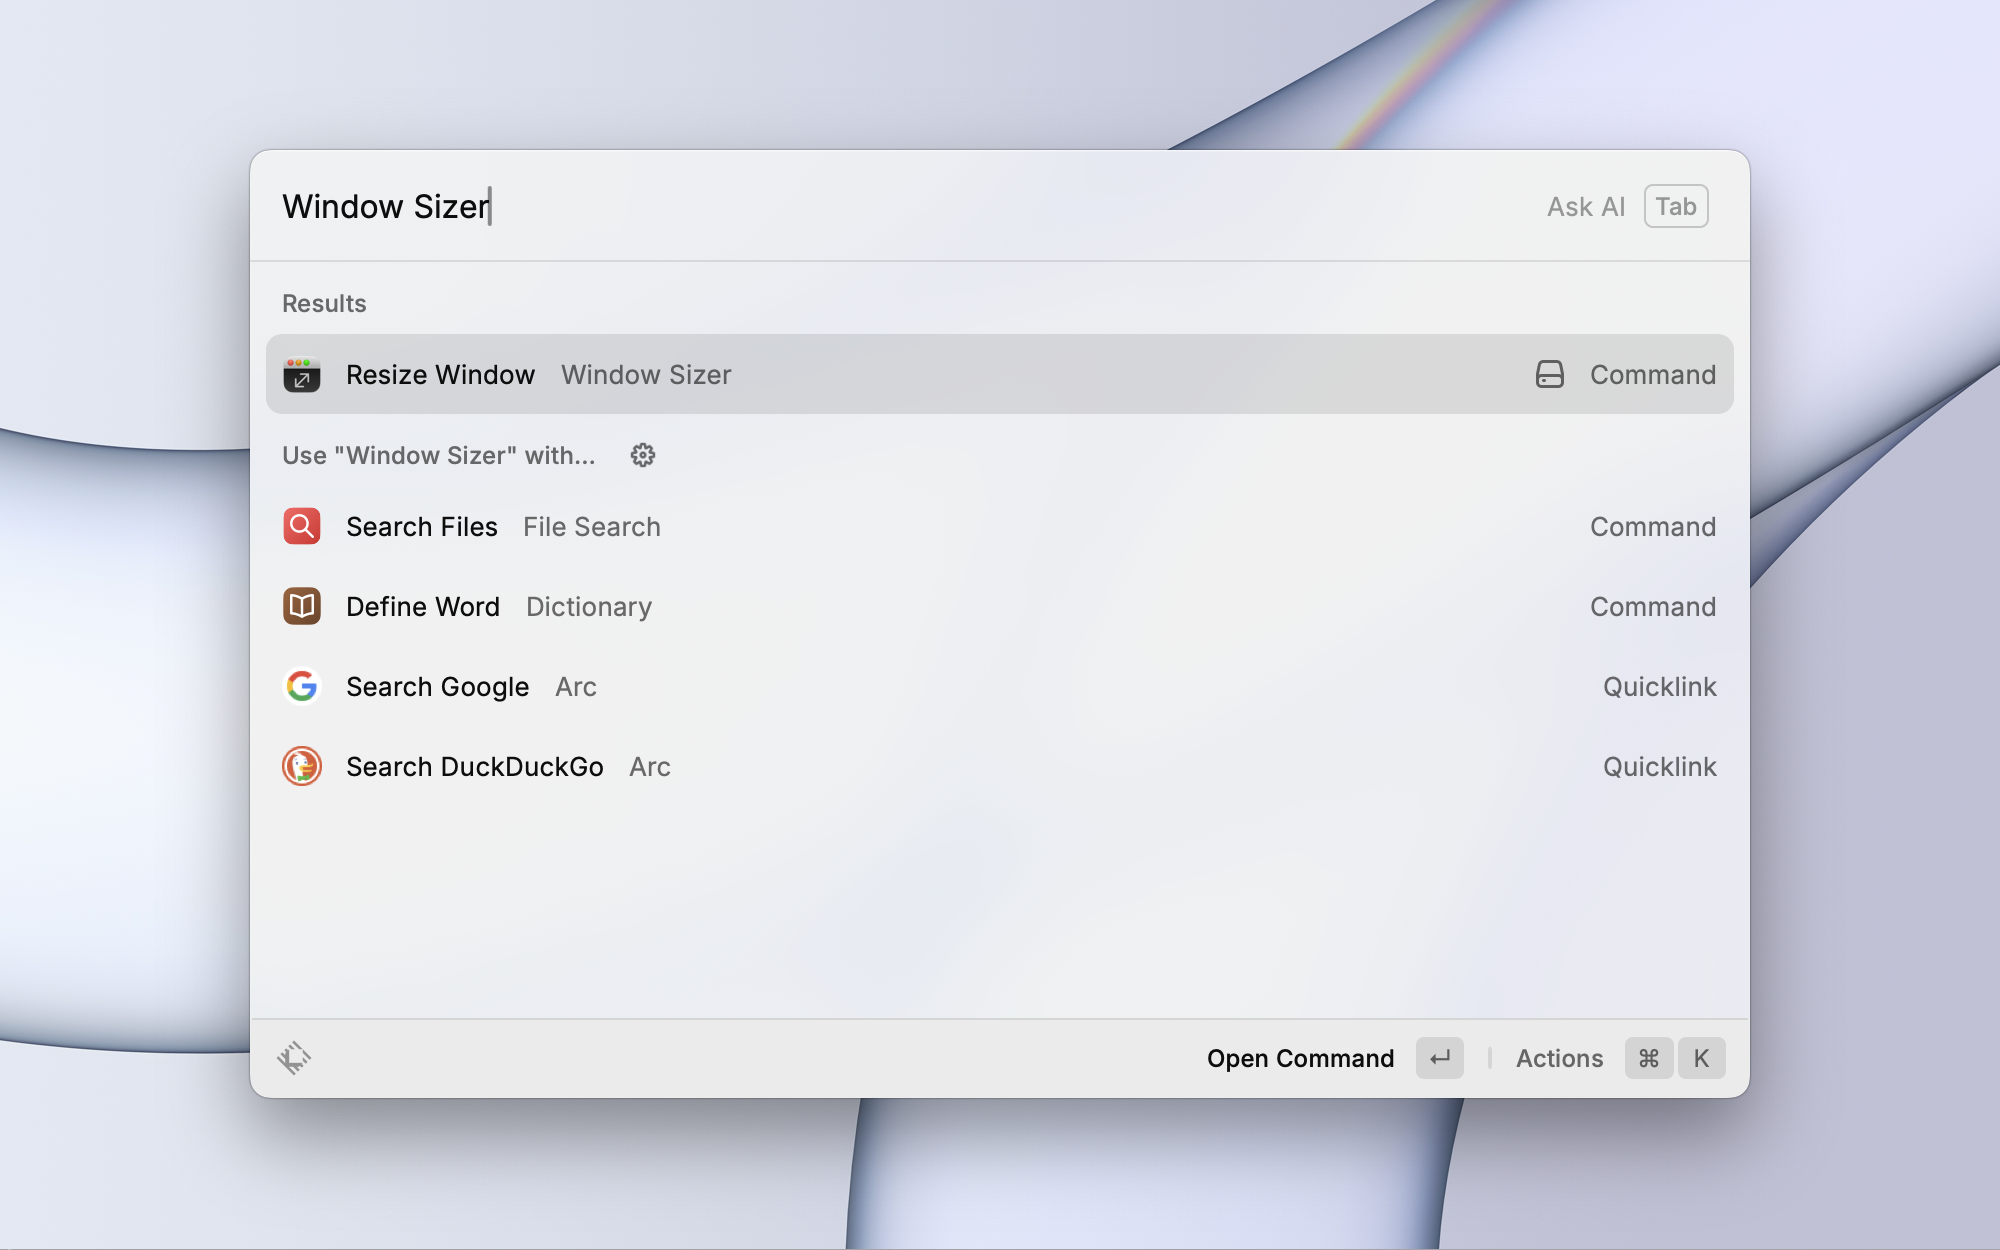 Window Sizer Ask AI Tab
Results
Resize Window Window Sizer Command
Use "Window Sizer" with...
Search Files File Search Command
Define Word Dictionary Command
Search Google Arc Quicklink
Search DuckDuckGo Arc Quicklink
Open Command ↵ Actions ⌘ K